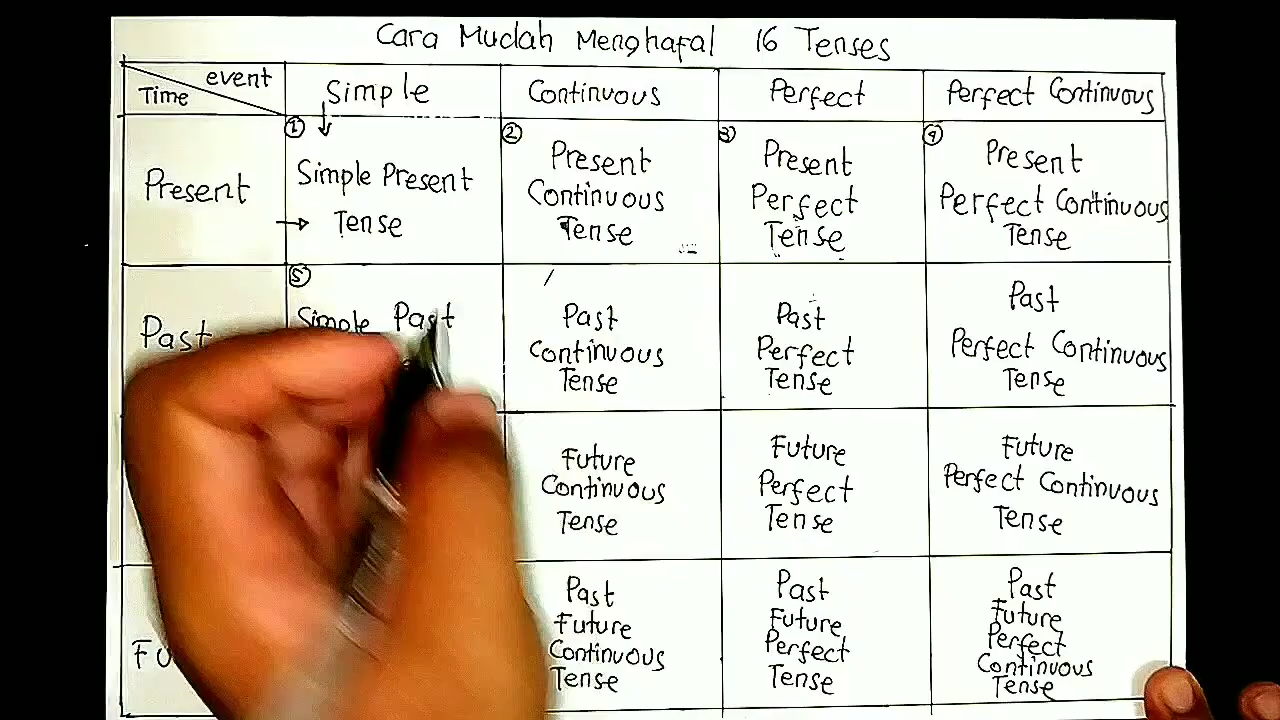 Cara Mudah Menghafal 16 Tenses
event
Time
Simple
Continuous
Perfect
Perfect Continuous
Present
①
Simple Present
Tense
②
Present
Continuous
Tense
③
Present
Perfect
Tense
④
Present
Perfect Continuous
Tense
Past
⑤
Simple Past
Past
Continuous
Tense
Past
Perfect
Tense
Past
Perfect Continuous
Tense
Future
Continuous
Tense
Future
Perfect
Tense
Future
Perfect Continuous
Tense
Past
Future
Continuous
Tense
Past
Future
Perfect
Tense
Past
Future
Perfect
Continuous
Tense